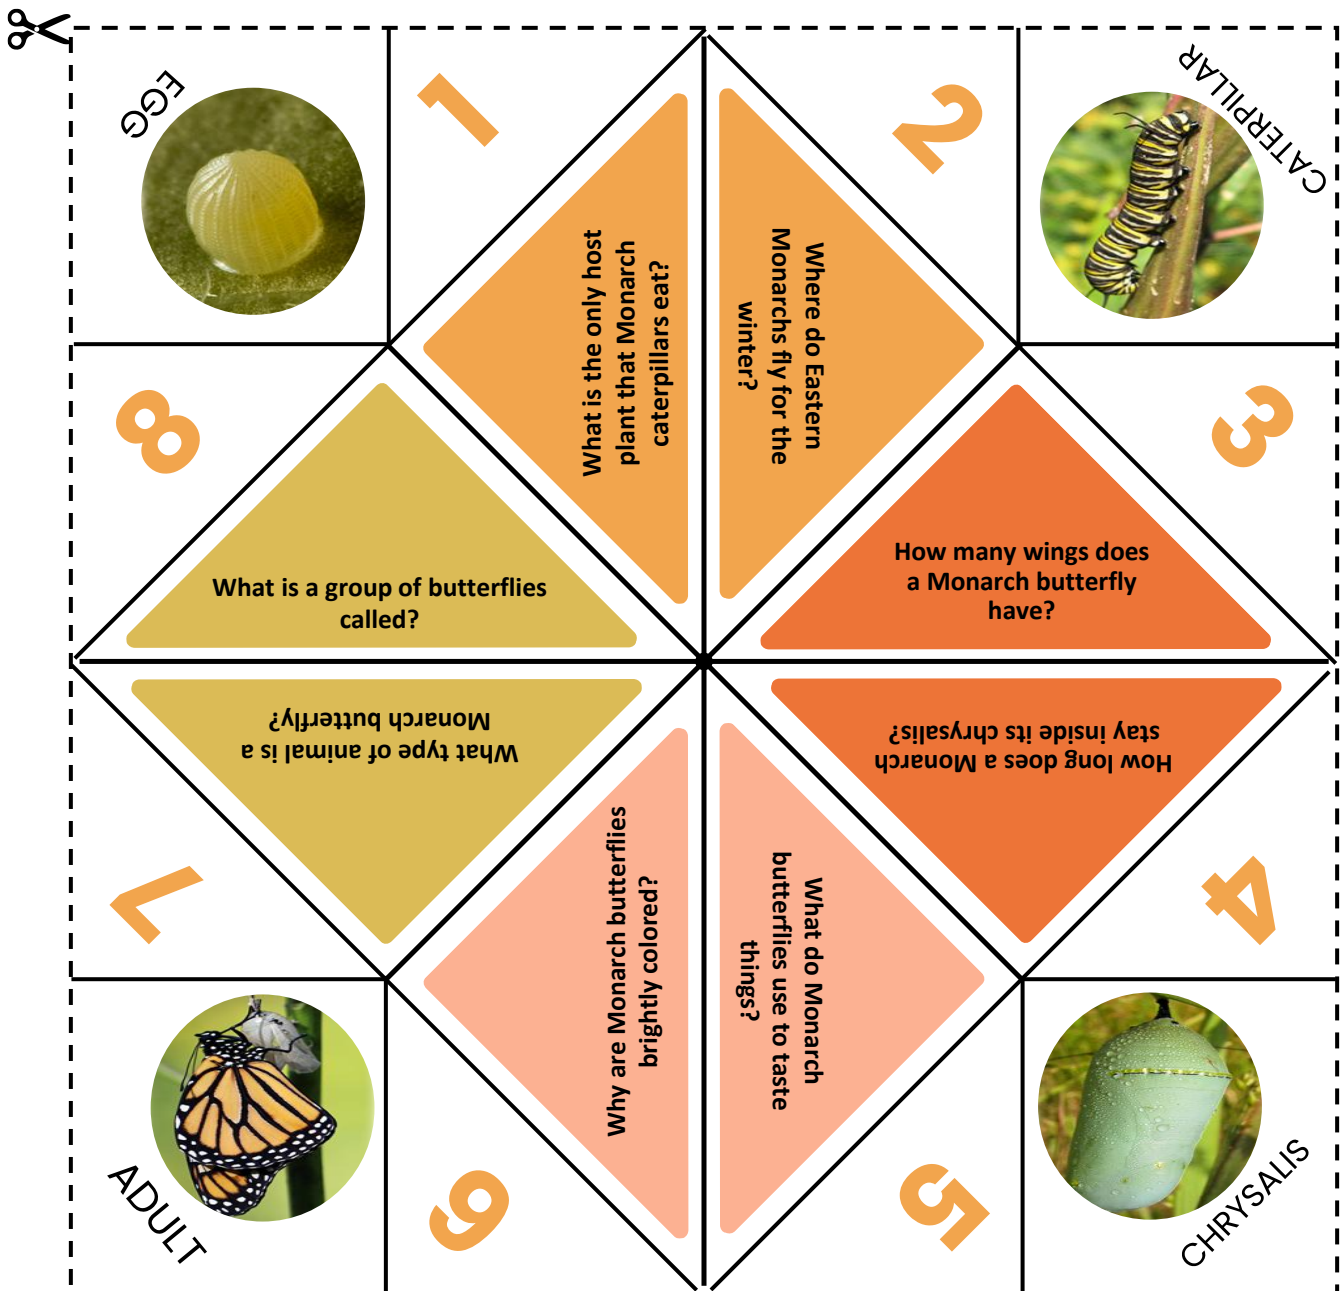 EGG
1
2
CATERPILLAR
What is the only host
plant that Monarch
caterpillars eat?
Where do Eastern
Monarchs fly for the
winter?
8
3
What is a group of butterflies
called?
How many wings does
a Monarch butterfly
have?
What type of animal is a
Monarch butterfly?
How long does a Monarch
stay inside its chrysalis?
7
4
Why are Monarch butterflies
brightly colored?
What do Monarch
butterflies use to taste
things?
ADULT
6
5
CHRYSALIS